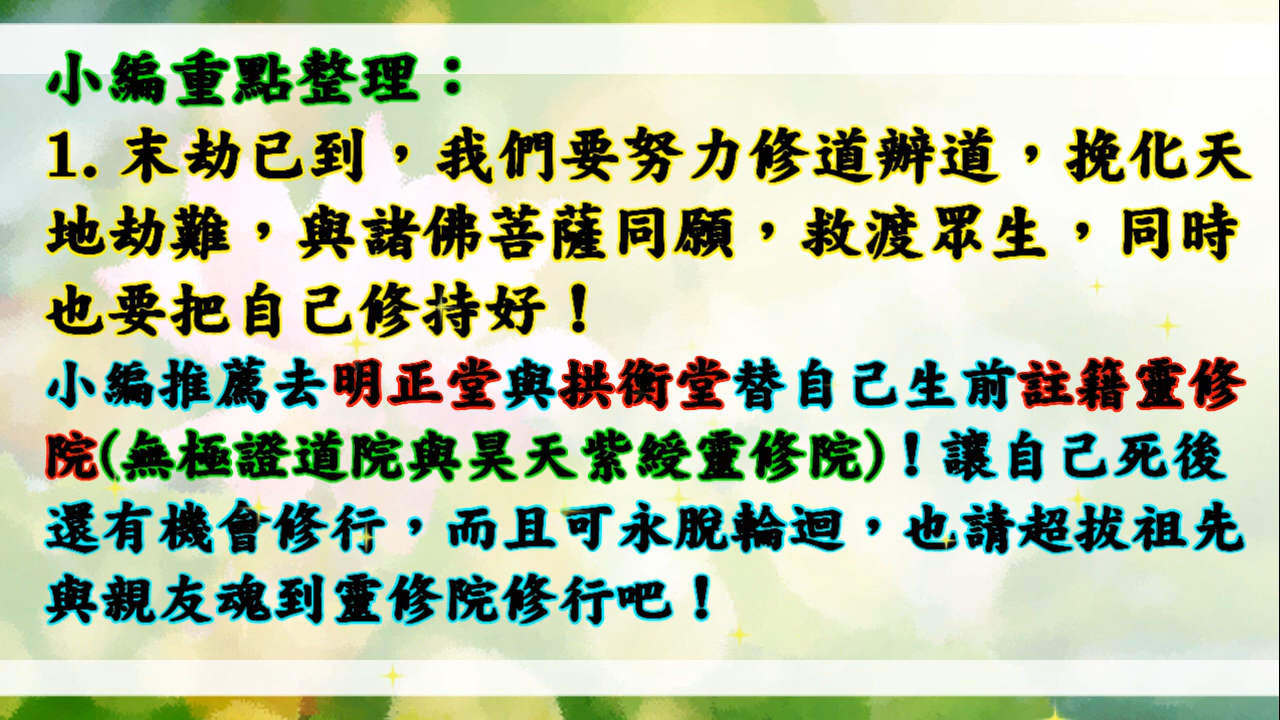 小編重點整理：
1. 末劫已到，我們要努力修道辦道，挽化天
地劫難，與諸佛菩薩同願，救渡眾生，同時
也要把自己修持好！
小編推薦去明正堂與拱衡堂替自己生前註籍靈修
院(無極證道院與昊天紫綬靈修院)！讓自己死後
還有機會修行，而且可永脫輪迴，也請超拔祖先
與親友魂到靈修院修行吧！